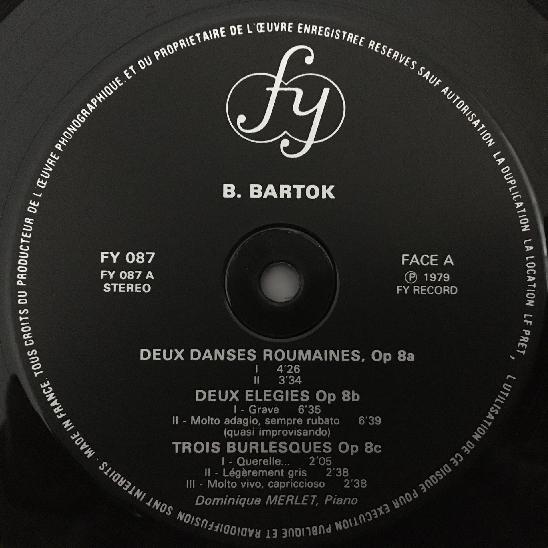 fy
B. BARTOK
FY 087
FY 087 A
STEREO
FACE A
Ⓟ 1979
FY RECORD
DEUX DANSES ROUMAINES, Op 8a
I 4'26
II 3'34
DEUX ELEGIES Op 8b
I - Grave 6'35
II - Molto adagio, sempre rubato 6'39
(quasi improvisando)
TROIS BURLESQUES Op 8c
I - Querelle... 2'05
II - Légèrement gris 2'38
III - Molto vivo, capriccioso 2'38
Dominique MERLET, Piano
MADE IN FRANCE TOUS DROITS DU PRODUCTEUR DE L'ŒUVRE PHONOGRAPHIQUE ET DU PROPRIETAIRE DE L'ŒUVRE ENREGISTREE RESERVES SAUF AUTORISATION LA DUPLICATION LA LOCATION LE PRET, L UTILISATION DE CE DISQUE POUR EXECUTION PUBLIQUE ET RADIODIFFUSION SONT INTERDITS ·